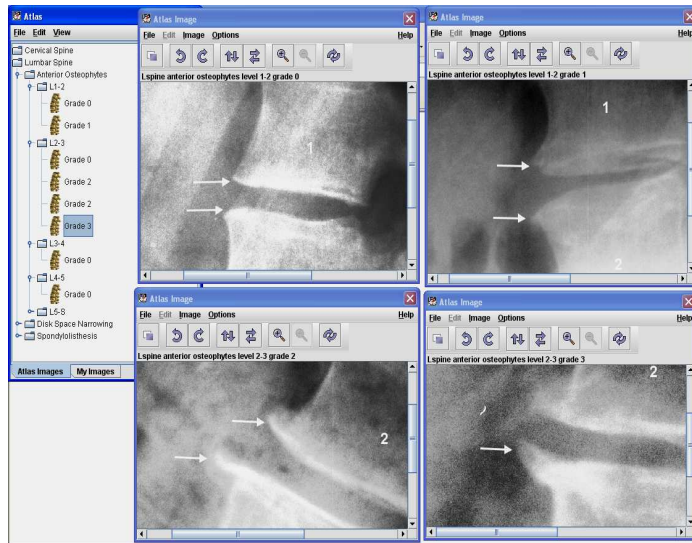 Atlas
File Edit View
Cervical Spine
Lumbar Spine
Anterior Osteophytes
L1-2
Grade 0
Grade 1
L2-3
Grade 0
Grade 2
Grade 2
Grade 3
L3-4
Grade 0
L4-5
Grade 0
L5-S
Disk Space Narrowing
Spondylolisthesis
Atlas Images My Images
Atlas Image
File Edit Image Options Help
Lspine anterior osteophytes level 1-2 grade 0
1
Atlas Image
File Edit Image Options Help
Lspine anterior osteophytes level 1-2 grade 1
1
2
Atlas Image
File Edit Image Options Help
Lspine anterior osteophytes level 2-3 grade 2
2
Atlas Image
File Edit Image Options Help
Lspine anterior osteophytes level 2-3 grade 3
2